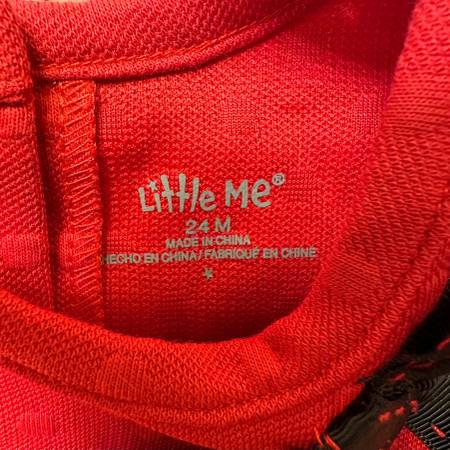 Little Me®
24 M
MADE IN CHINA
HECHO EN CHINA / FABRIQUÉ EN CHINE